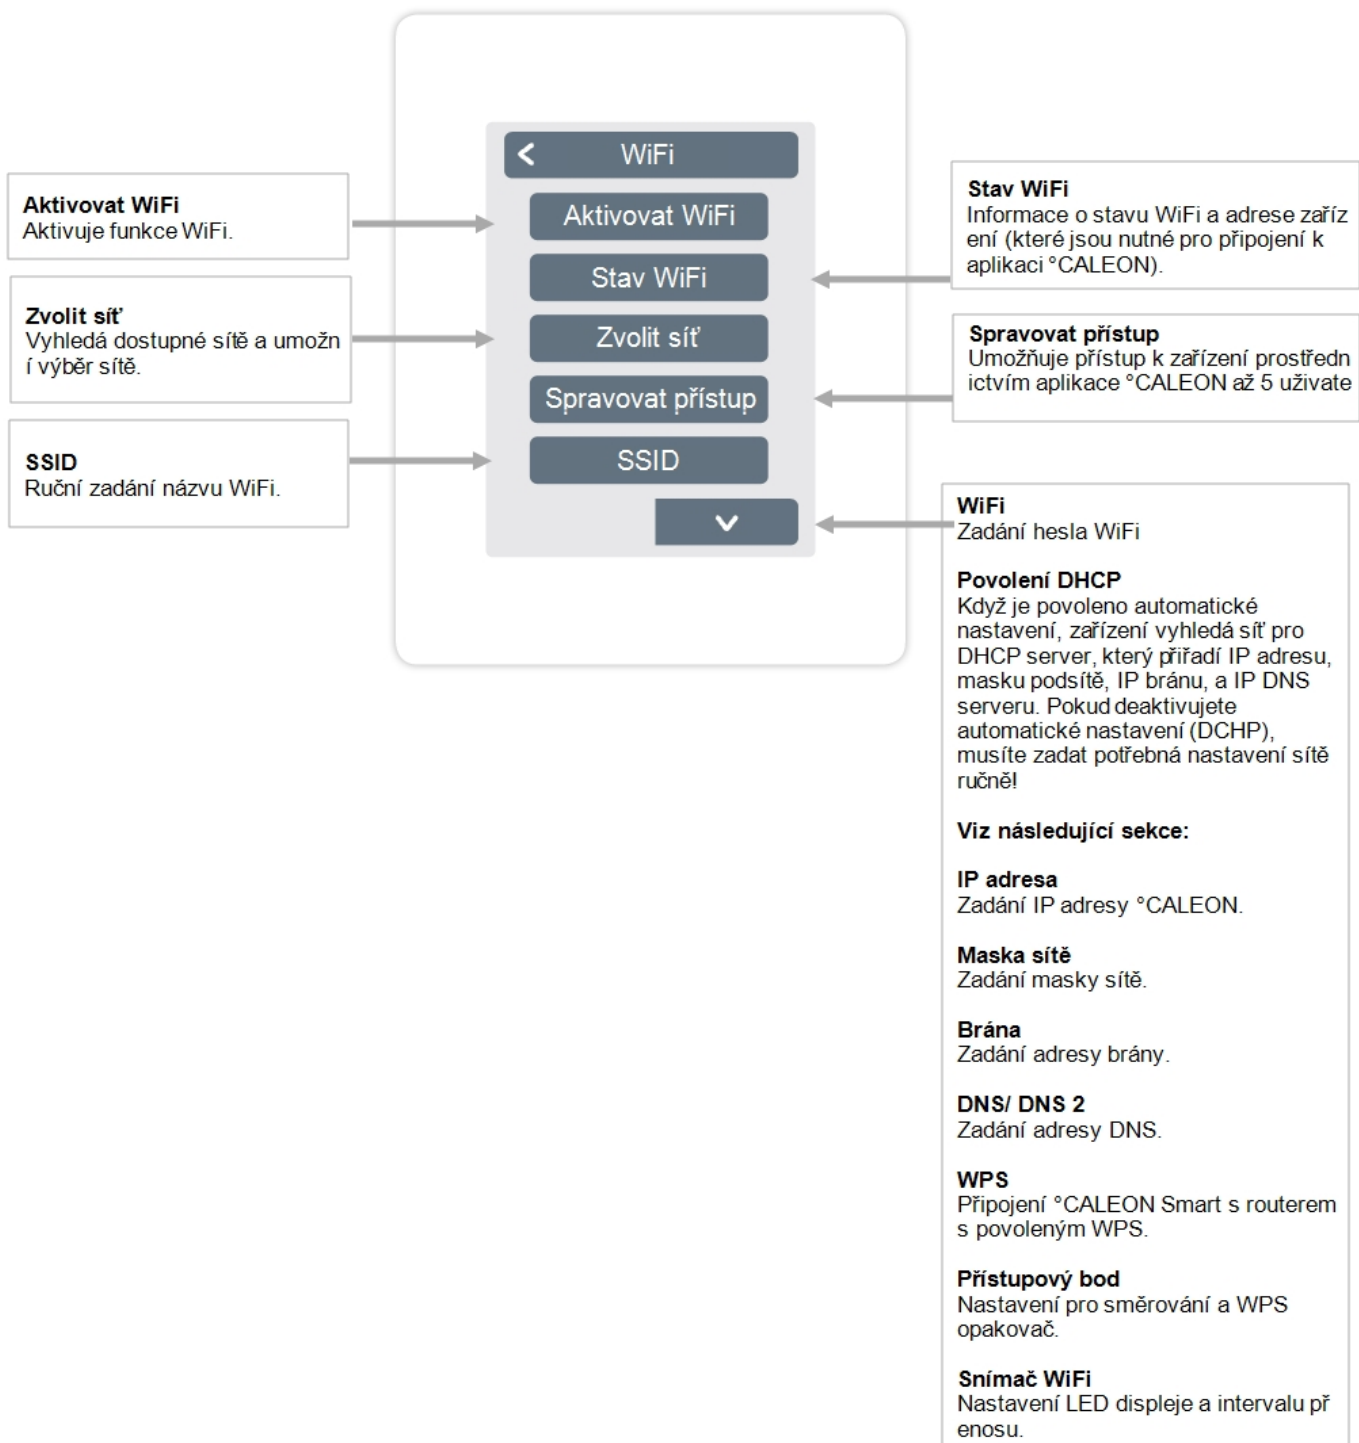 WiFi
Aktivovat WiFi
Stav WiFi
Zvolit síť
Spravovat přístup
SSID
Aktivovat WiFi
Aktivuje funkce WiFi.
Zvolit síť
Vyhledá dostupné sítě a umožn
í výběr sítě.
SSID
Ruční zadání názvu WiFi.
Stav WiFi
Informace o stavu WiFi a adrese zaříz
ení (které jsou nutné pro připojení k
aplikaci °CALEON).
Spravovat přístup
Umožňuje přístup k zařízení prostředn
ictvím aplikace °CALEON až 5 uživate
WiFi
Zadání hesla WiFi
Povolení DHCP
Když je povoleno automatické
nastavení, zařízení vyhledá síť pro
DHCP server, který přiřadí IP adresu,
masku podsítě, IP bránu, a IP DNS
serveru. Pokud deaktivujete
automatické nastavení (DCHP),
musíte zadat potřebná nastavení sítě
ručně!
Viz následující sekce:
IP adresa
Zadání IP adresy °CALEON.
Maska sítě
Zadání masky sítě.
Brána
Zadání adresy brány.
DNS/ DNS 2
Zadání adresy DNS.
WPS
Připojení °CALEON Smart s routerem
s povoleným WPS.
Přístupový bod
Nastavení pro směrování a WPS
opakovač.
Snímač WiFi
Nastavení LED displeje a intervalu př
enosu.